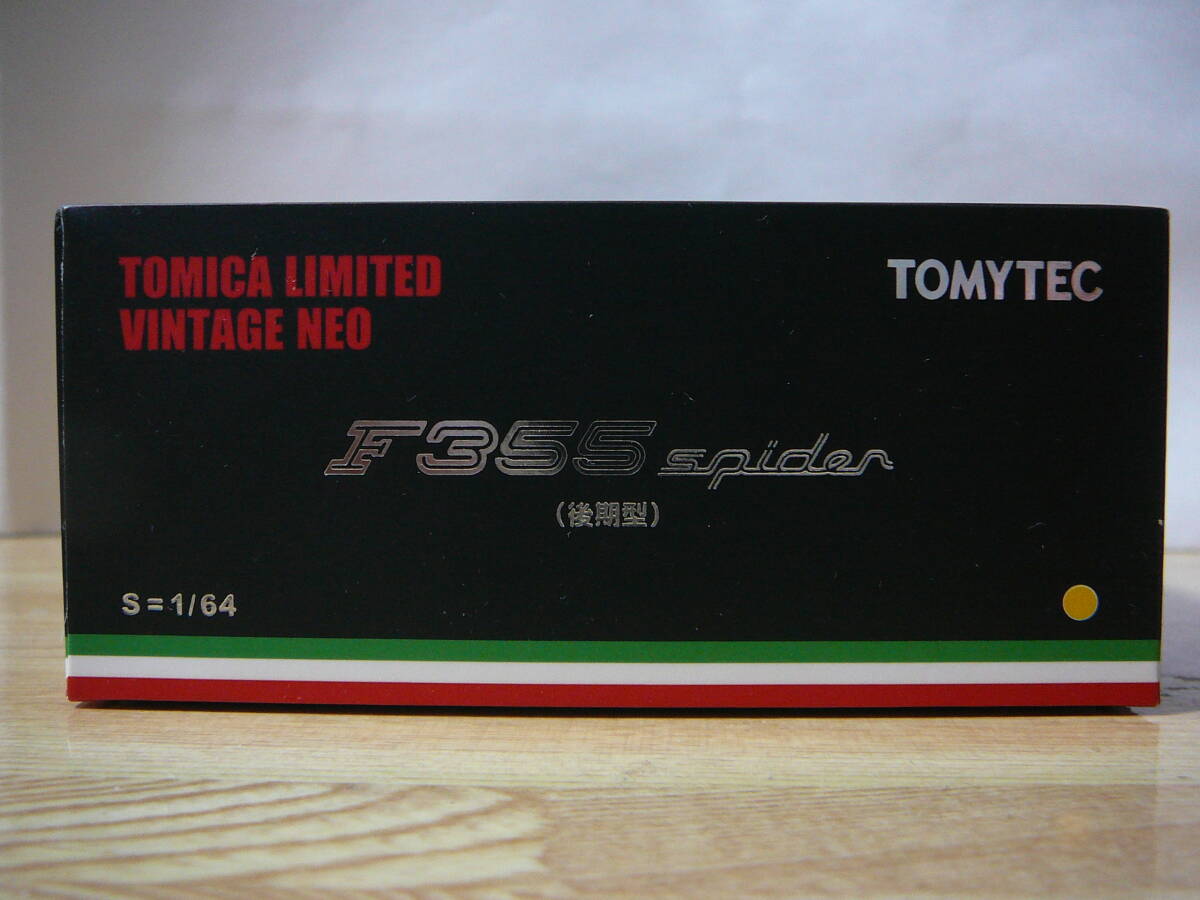 TOMICA LIMITED
VINTAGE NEO
TOMYTEC
F355 spider
(後期型)
S=1/64